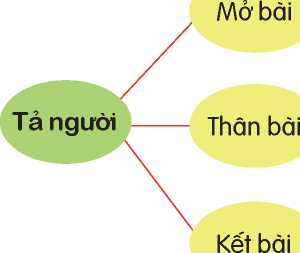 Mở bài
Tả người
Thân bài
Kết bài